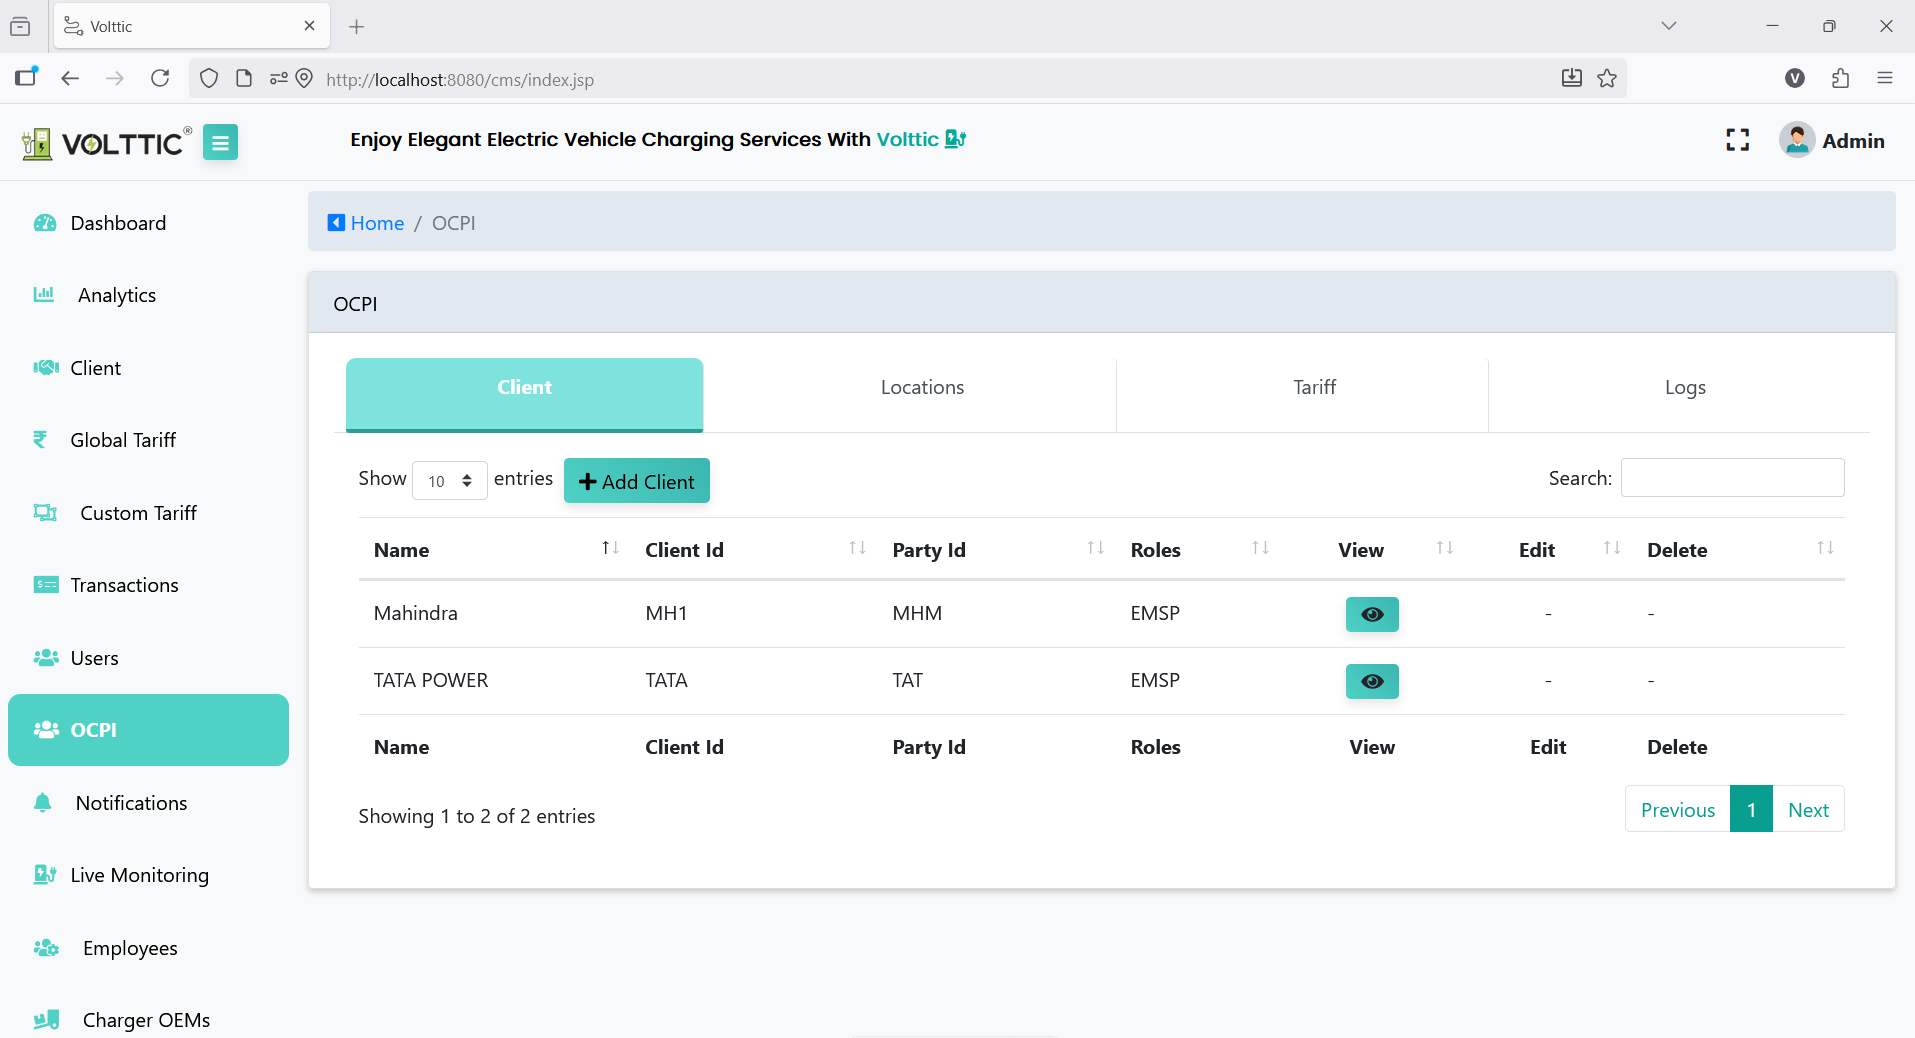 Volttic
http://localhost:8080/cms/index.jsp
V
VOLTTIC®
Enjoy Elegant Electric Vehicle Charging Services With Volttic
Admin
Dashboard
Analytics
Client
Global Tariff
Custom Tariff
Transactions
Users
OCPI
Notifications
Live Monitoring
Employees
Charger OEMs
Home / OCPI
OCPI
Client Locations Tariff Logs
Show 10 entries Add Client Search:
Name Client Id Party Id Roles View Edit Delete
Mahindra MH1 MHM EMSP - -
TATA POWER TATA TAT EMSP - -
Name Client Id Party Id Roles View Edit Delete
Showing 1 to 2 of 2 entries
Previous 1 Next